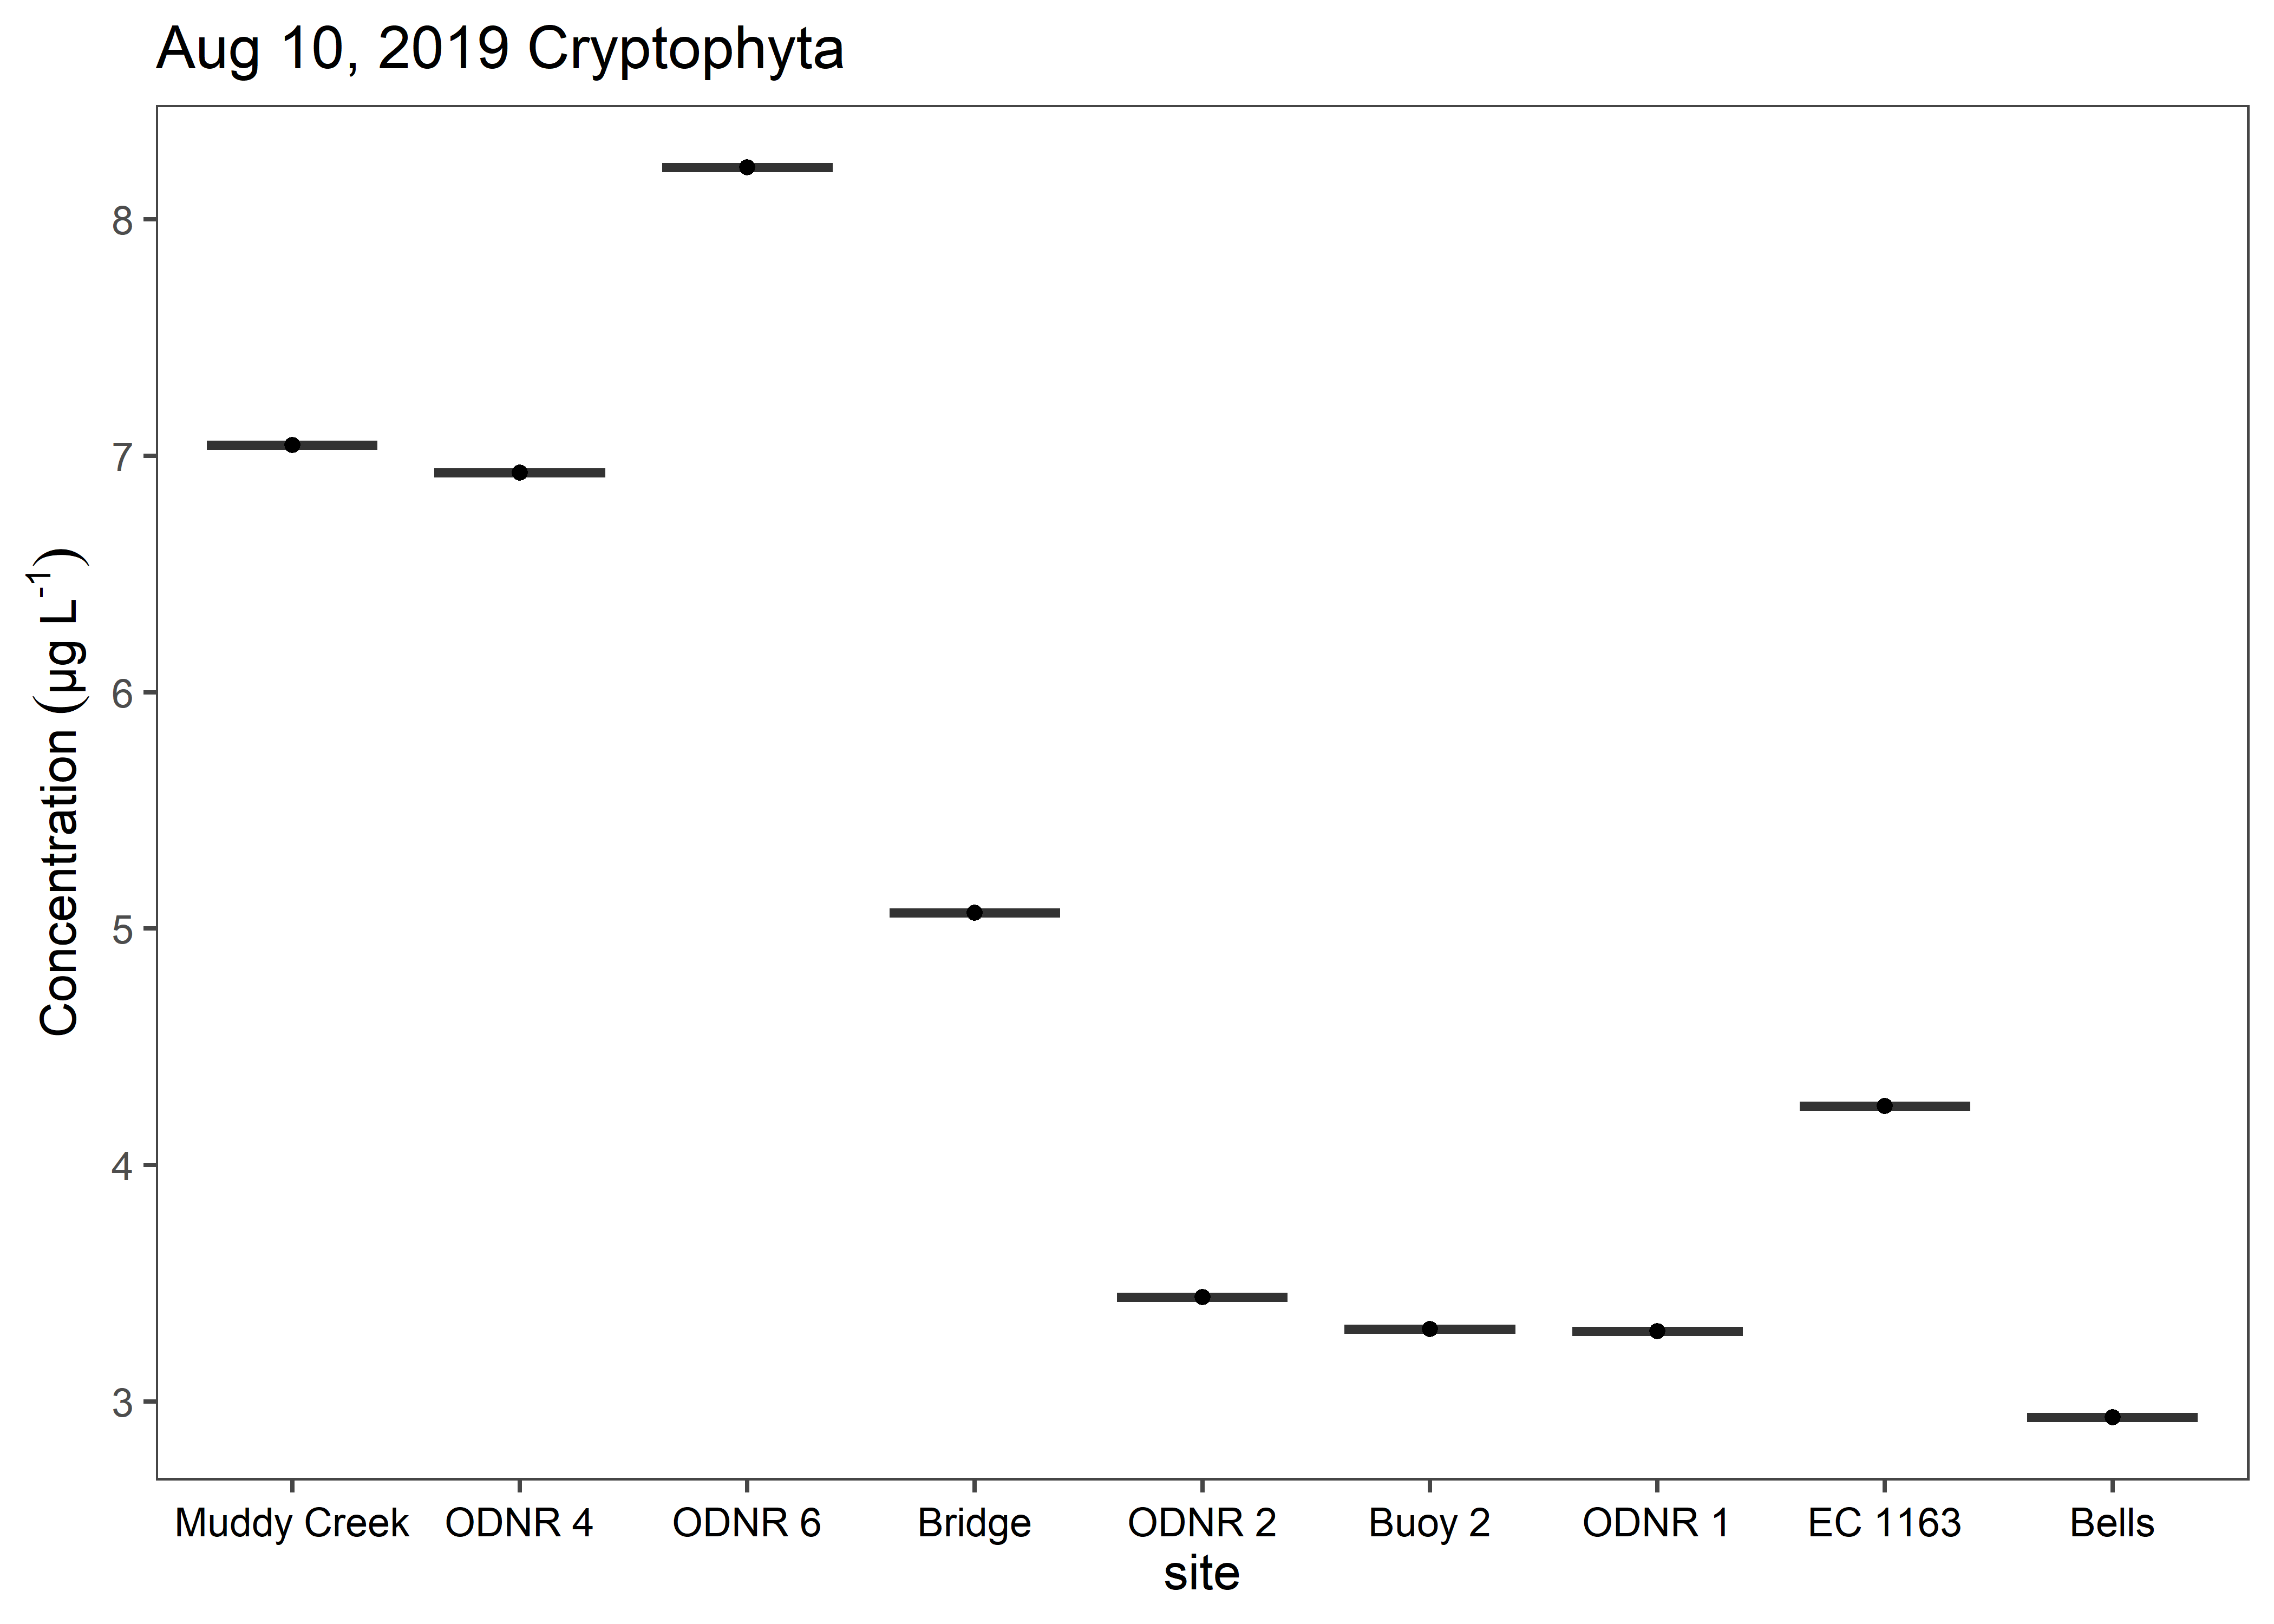 Aug 10, 2019 Cryptophyta
Concentration (µg L⁻¹)
8
7
6
5
4
3
Muddy Creek ODNR 4 ODNR 6 Bridge ODNR 2 Buoy 2 ODNR 1 EC 1163 Bells
site